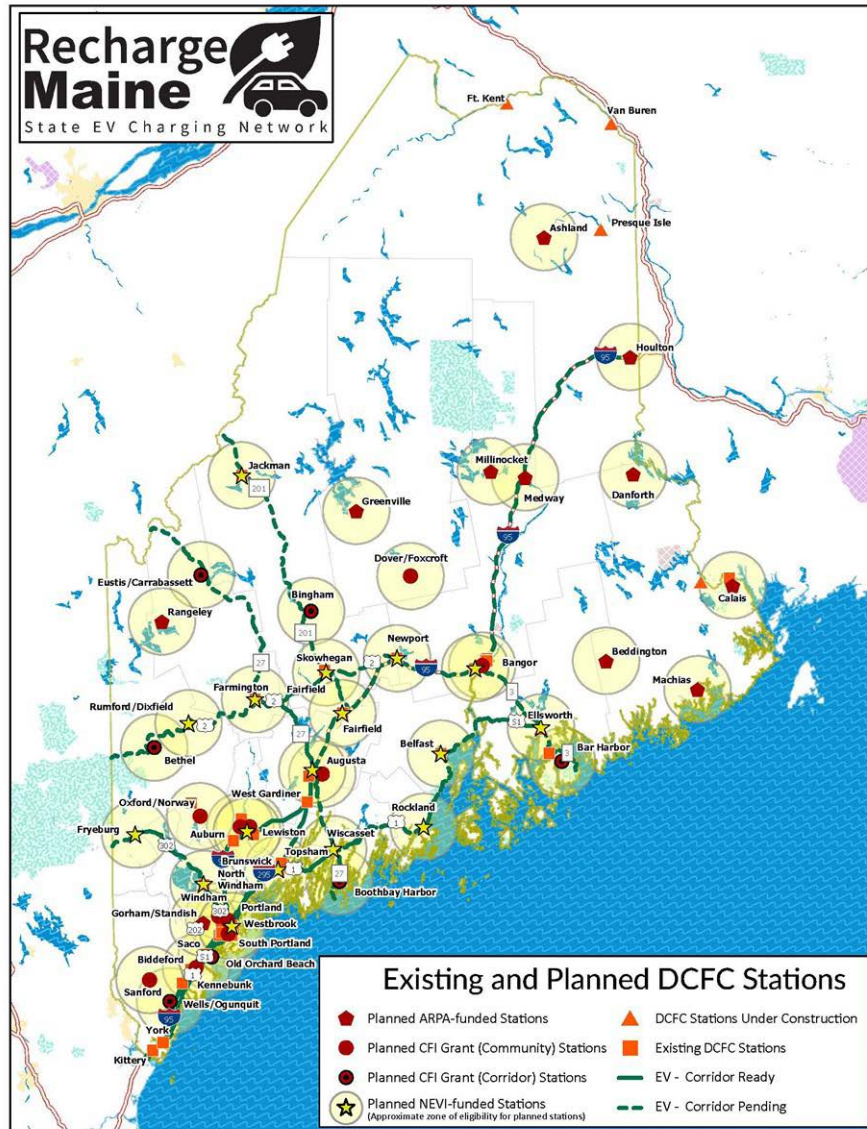 Recharge
Maine
State EV Charging Network
Ft. Kent
Van Buren
Ashland
Presque Isle
95
Houlton
Jackman
201
Millinocket
Medway
Danforth
Greenville
95
Dover/Foxcroft
Eustis/Carrabassett
Bingham
Calais
Rangeley
201
Newport
Skowhegan
2
95
Bangor
Beddington
27
3
Machias
Farmington
2
Fairfield
Rumford/Dixfield
2
27
Fairfield
Ellsworth
S1
Belfast
Bar Harbor
3
Bethel
Augusta
West Gardiner
Oxford/Norway
Rockland
Fryeburg
Auburn
Lewiston
Wiscasset
1
302
Topsham
Brunswick
295
1
North
Windham
27
Boothbay Harbor
Windham
302
Portland
Gorham/Standish
Westbrook
202
South Portland
Saco
S1
Old Orchard Beach
Biddeford
1
Kennebunk
Sanford
Wells/Ogunquit
95
York
Kittery
Existing and Planned DCFC Stations
Planned ARPA-funded Stations
DCFC Stations Under Construction
Planned CFI Grant (Community) Stations
Existing DCFC Stations
Planned CFI Grant (Corridor) Stations
EV - Corridor Ready
Planned NEVI-funded Stations
(Approximate zone of eligibility for planned stations)
EV - Corridor Pending